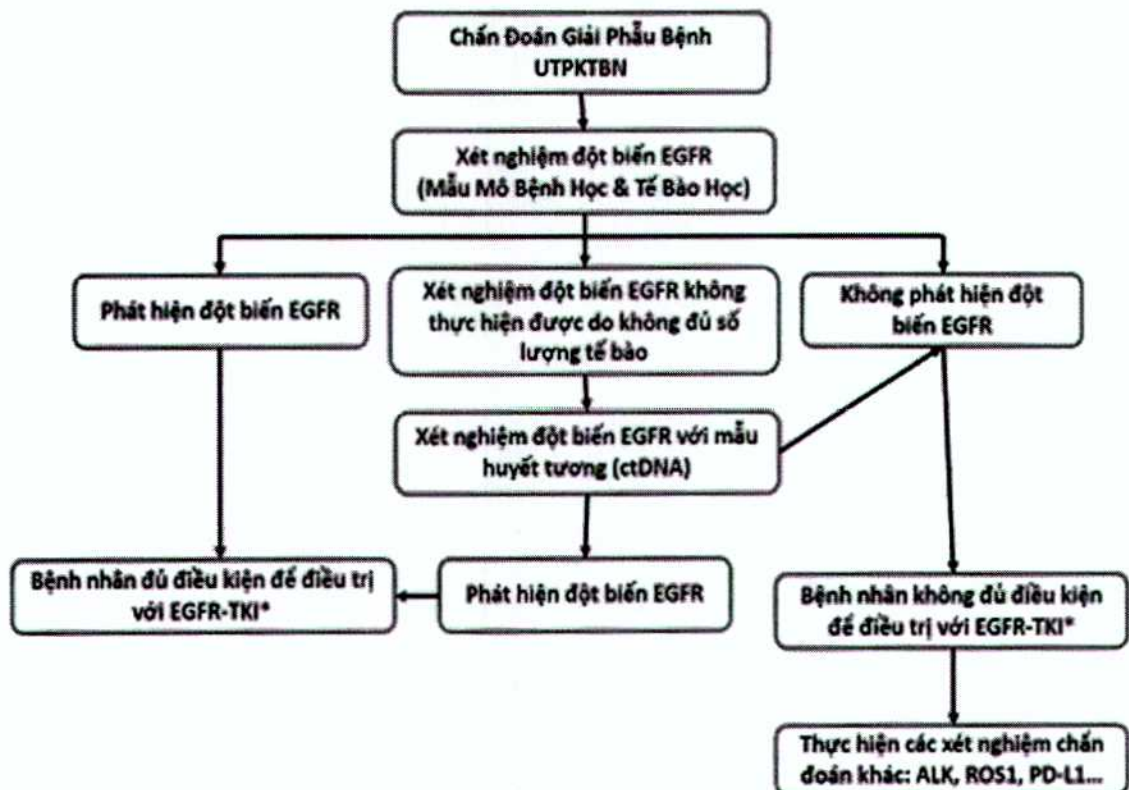 Chẩn Đoán Giải Phẫu Bệnh
UTPKTBN
Xét nghiệm đột biến EGFR
(Mẫu Mô Bệnh Học & Tế Bào Học)
Phát hiện đột biến EGFR
Xét nghiệm đột biến EGFR không
thực hiện được do không đủ số
lượng tế bào
Không phát hiện đột
biến EGFR
Xét nghiệm đột biến EGFR với mẫu
huyết tương (ctDNA)
Bệnh nhân đủ điều kiện để điều trị
với EGFR-TKI*
Phát hiện đột biến EGFR
Bệnh nhân không đủ điều kiện
để điều trị với EGFR-TKI*
Thực hiện các xét nghiệm chẩn
đoán khác: ALK, ROS1, PD-L1...